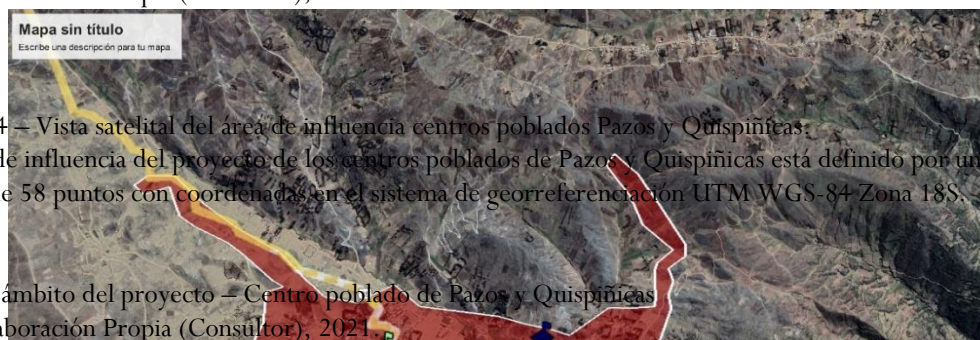 Mapa sin título
Escribe una descripción para tu mapa
4 – Vista satelital del área de influencia centros poblados Pazos y Quispiñicas.
de influencia del proyecto de los centros poblados de Pazos y Quispiñicas está definido por un
e 58 puntos con coordenadas en el sistema de georreferenciación UTM WGS-84 Zona 18S.
ámbito del proyecto – Centro poblado de Pazos y Quispiñicas
aboración Propia (Consultor), 2021.